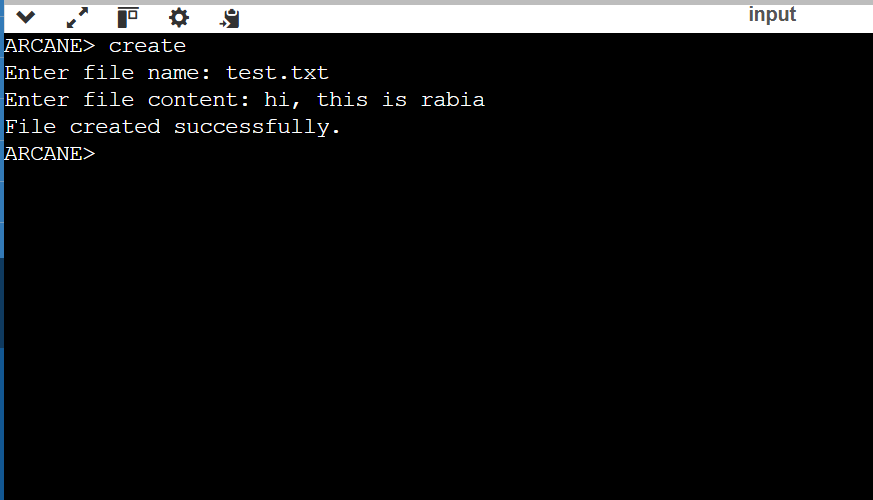 input
ARCANE> create
Enter file name: test.txt
Enter file content: hi, this is rabia
File created successfully.
ARCANE>